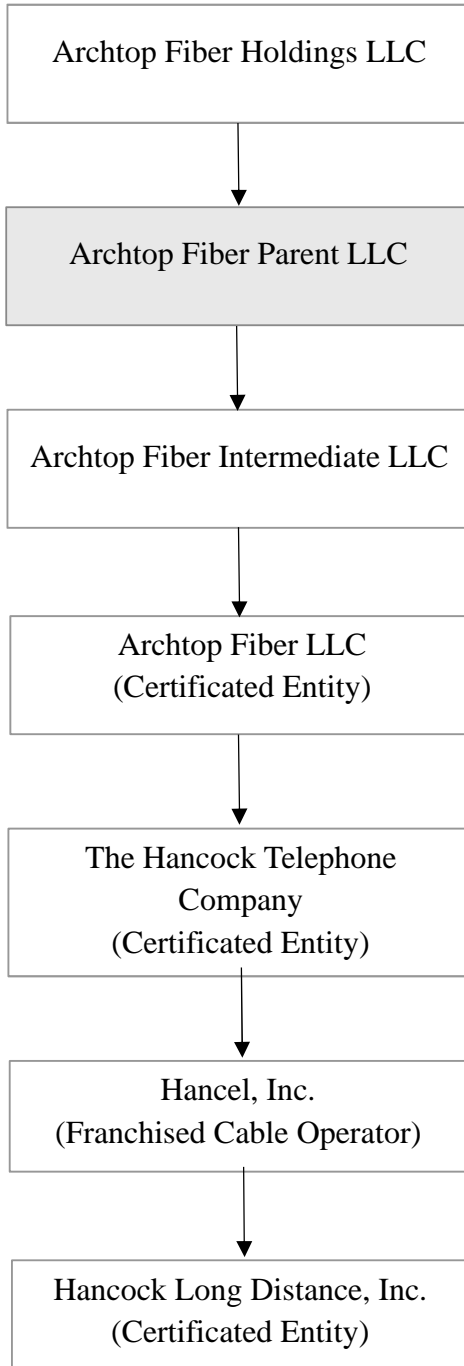 Archtop Fiber Holdings LLC
Archtop Fiber Parent LLC
Archtop Fiber Intermediate LLC
Archtop Fiber LLC
(Certificated Entity)
The Hancock Telephone
Company
(Certificated Entity)
Hancel, Inc.
(Franchised Cable Operator)
Hancock Long Distance, Inc.
(Certificated Entity)